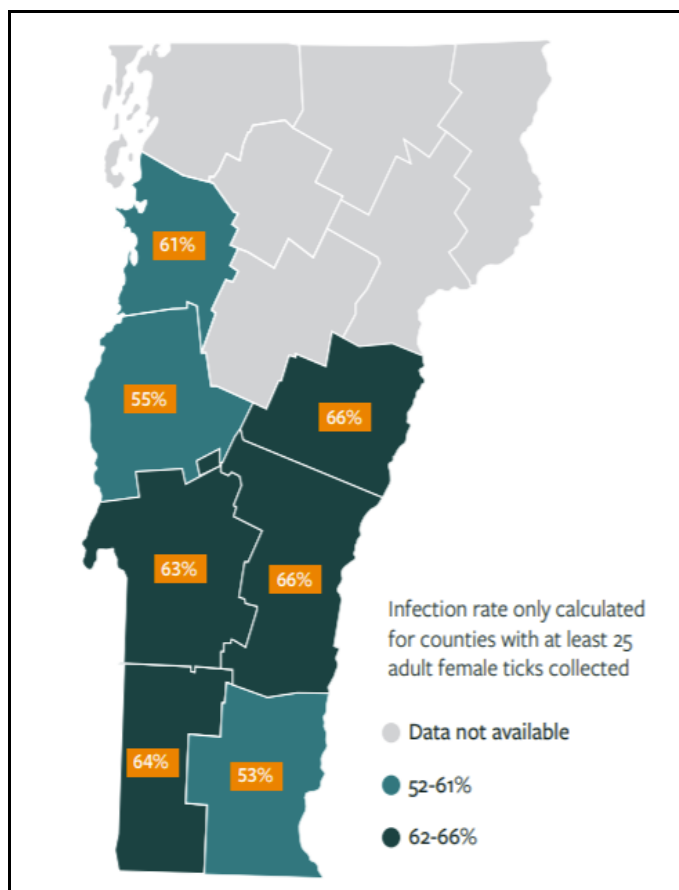 61%
55%
66%
63%
66%
Infection rate only calculated
for counties with at least 25
adult female ticks collected
Data not available
64%
53%
52-61%
62-66%